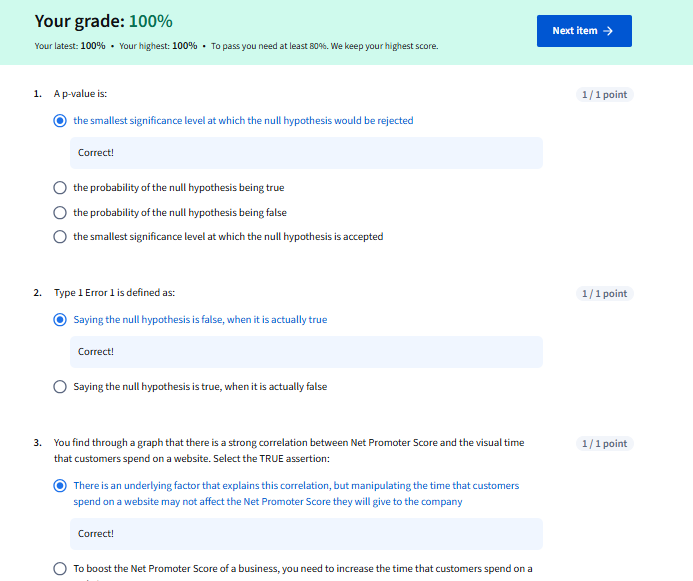 Your grade: 100%
Next item →
Your latest: 100% • Your highest: 100% • To pass you need at least 80%. We keep your highest score.
1. A p-value is:
1 / 1 point
the smallest significance level at which the null hypothesis would be rejected
Correct!
the probability of the null hypothesis being true
the probability of the null hypothesis being false
the smallest significance level at which the null hypothesis is accepted
2. Type 1 Error 1 is defined as:
1 / 1 point
Saying the null hypothesis is false, when it is actually true
Correct!
Saying the null hypothesis is true, when it is actually false
3. You find through a graph that there is a strong correlation between Net Promoter Score and the visual time
1 / 1 point
that customers spend on a website. Select the TRUE assertion:
There is an underlying factor that explains this correlation, but manipulating the time that customers
spend on a website may not affect the Net Promoter Score they will give to the company
Correct!
To boost the Net Promoter Score of a business, you need to increase the time that customers spend on a